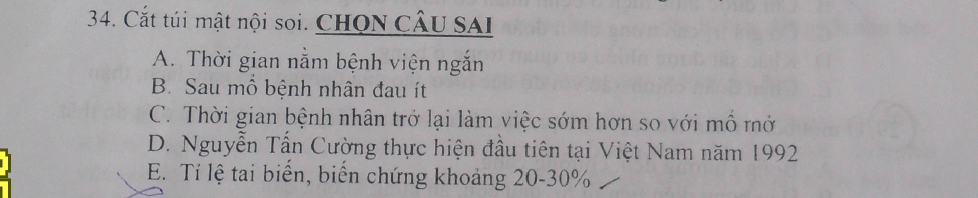 34. Cắt túi mật nội soi. CHỌN CÂU SAI
A. Thời gian nằm bệnh viện ngắn
B. Sau mổ bệnh nhân đau ít
C. Thời gian bệnh nhân trở lại làm việc sớm hơn so với mổ mở
D. Nguyễn Tấn Cường thực hiện đầu tiên tại Việt Nam năm 1992
E. Tỉ lệ tai biến, biến chứng khoảng 20-30%